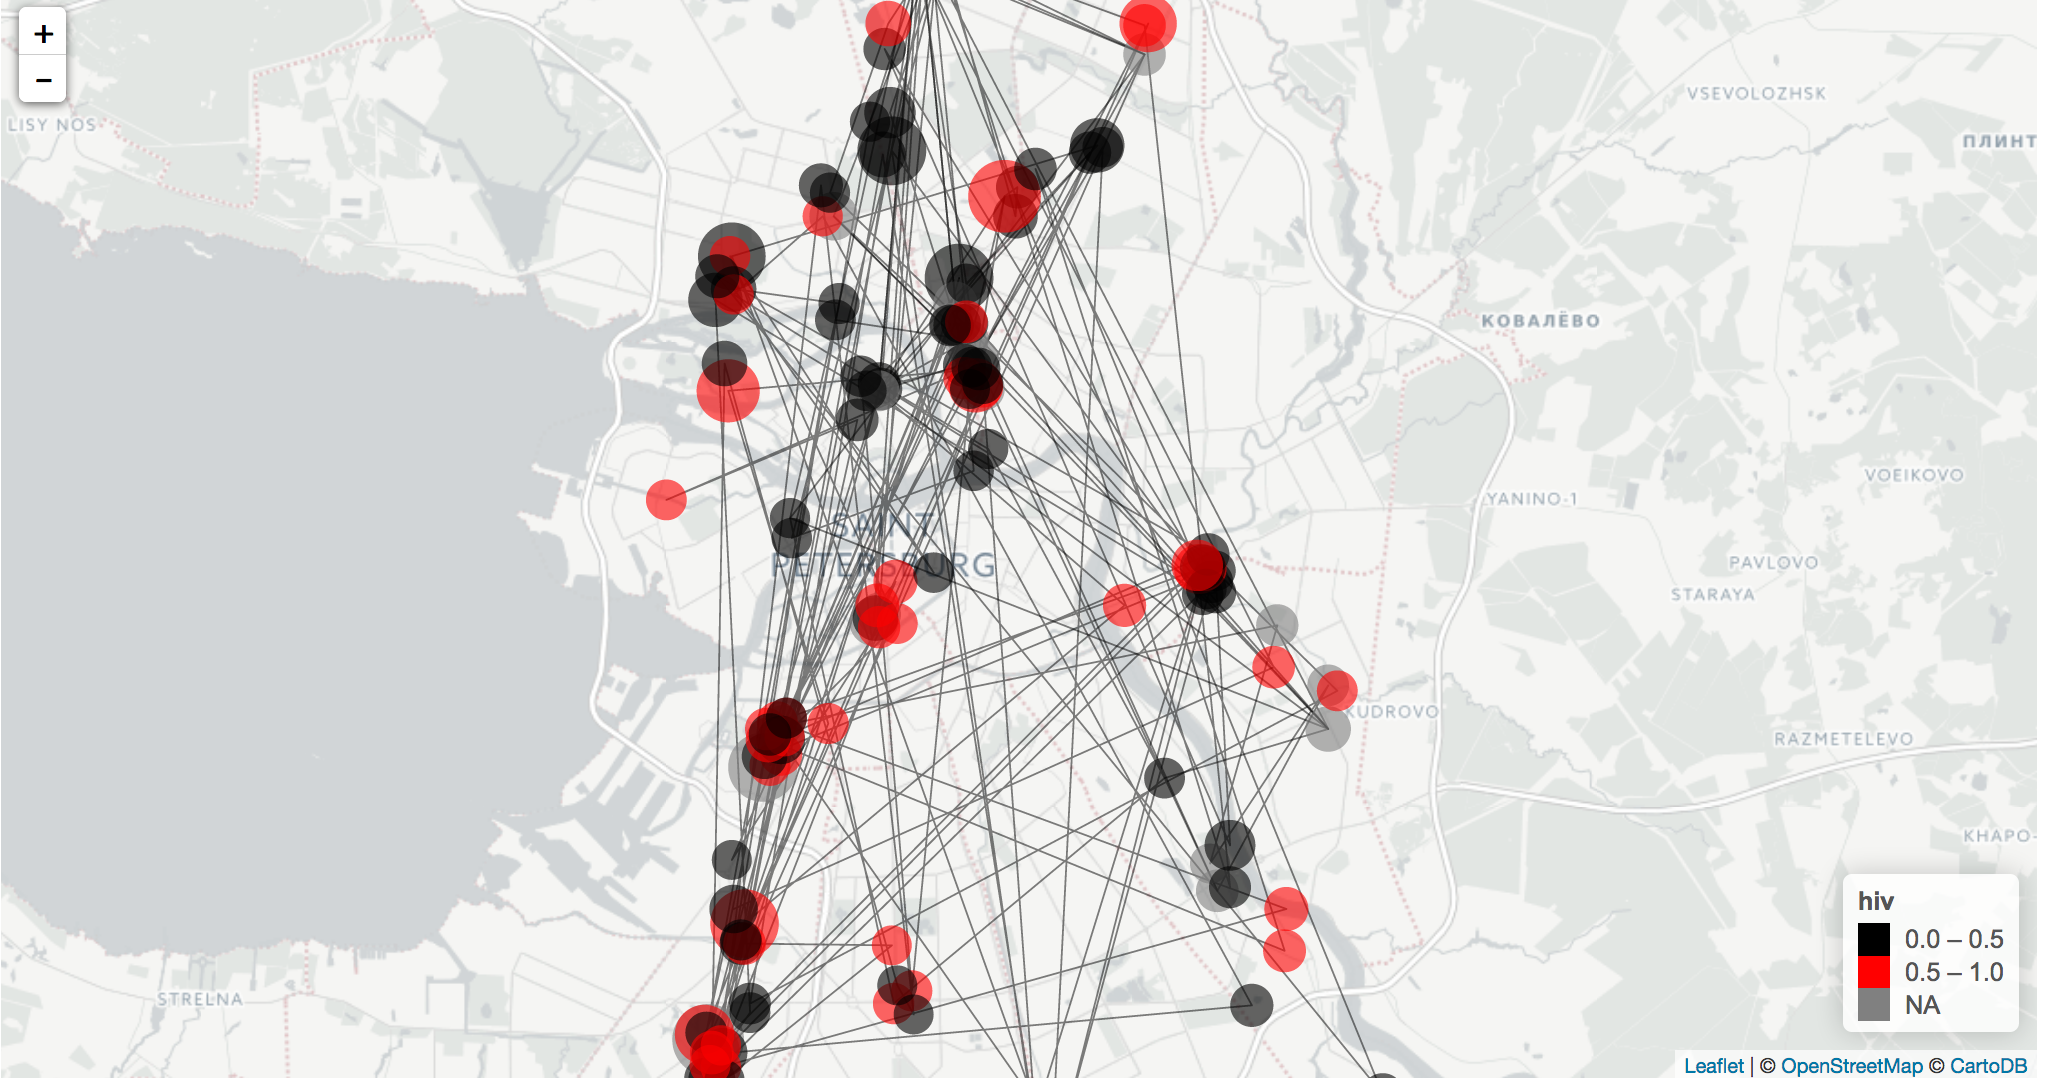 +
−
LISY NOS
VSEVOLOZHSK
ПЛИНТ
КОВАЛЁВО
VOEIKOVO
YANINO-1
SAINT
PETERSBURG
PAVLOVO
STARAYA
KUDROVO
RAZMETELEVO
KHAPO-
STRELNA
hiv
0.0 – 0.5
0.5 – 1.0
NA
Leaflet | © OpenStreetMap © CartoDB